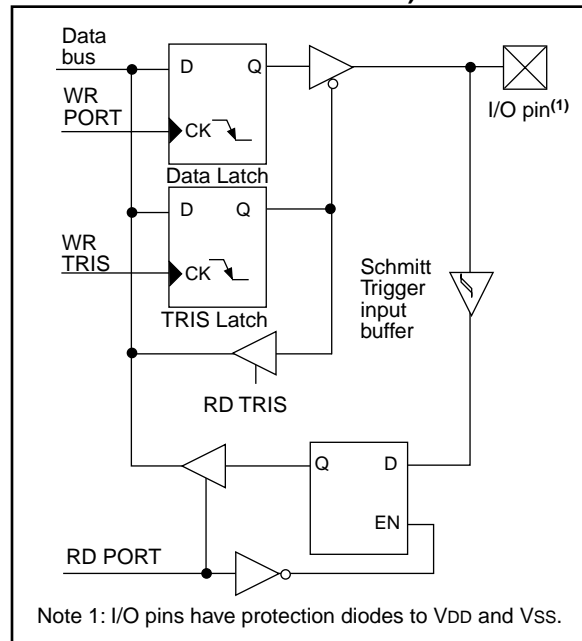 Data
bus
D
Q
WR
PORT
CK
I/O pin(1)
Data Latch
D
Q
WR
TRIS
CK
Schmitt
Trigger
input
buffer
TRIS Latch
RD TRIS
Q
D
EN
RD PORT
Note 1: I/O pins have protection diodes to VDD and VSS.